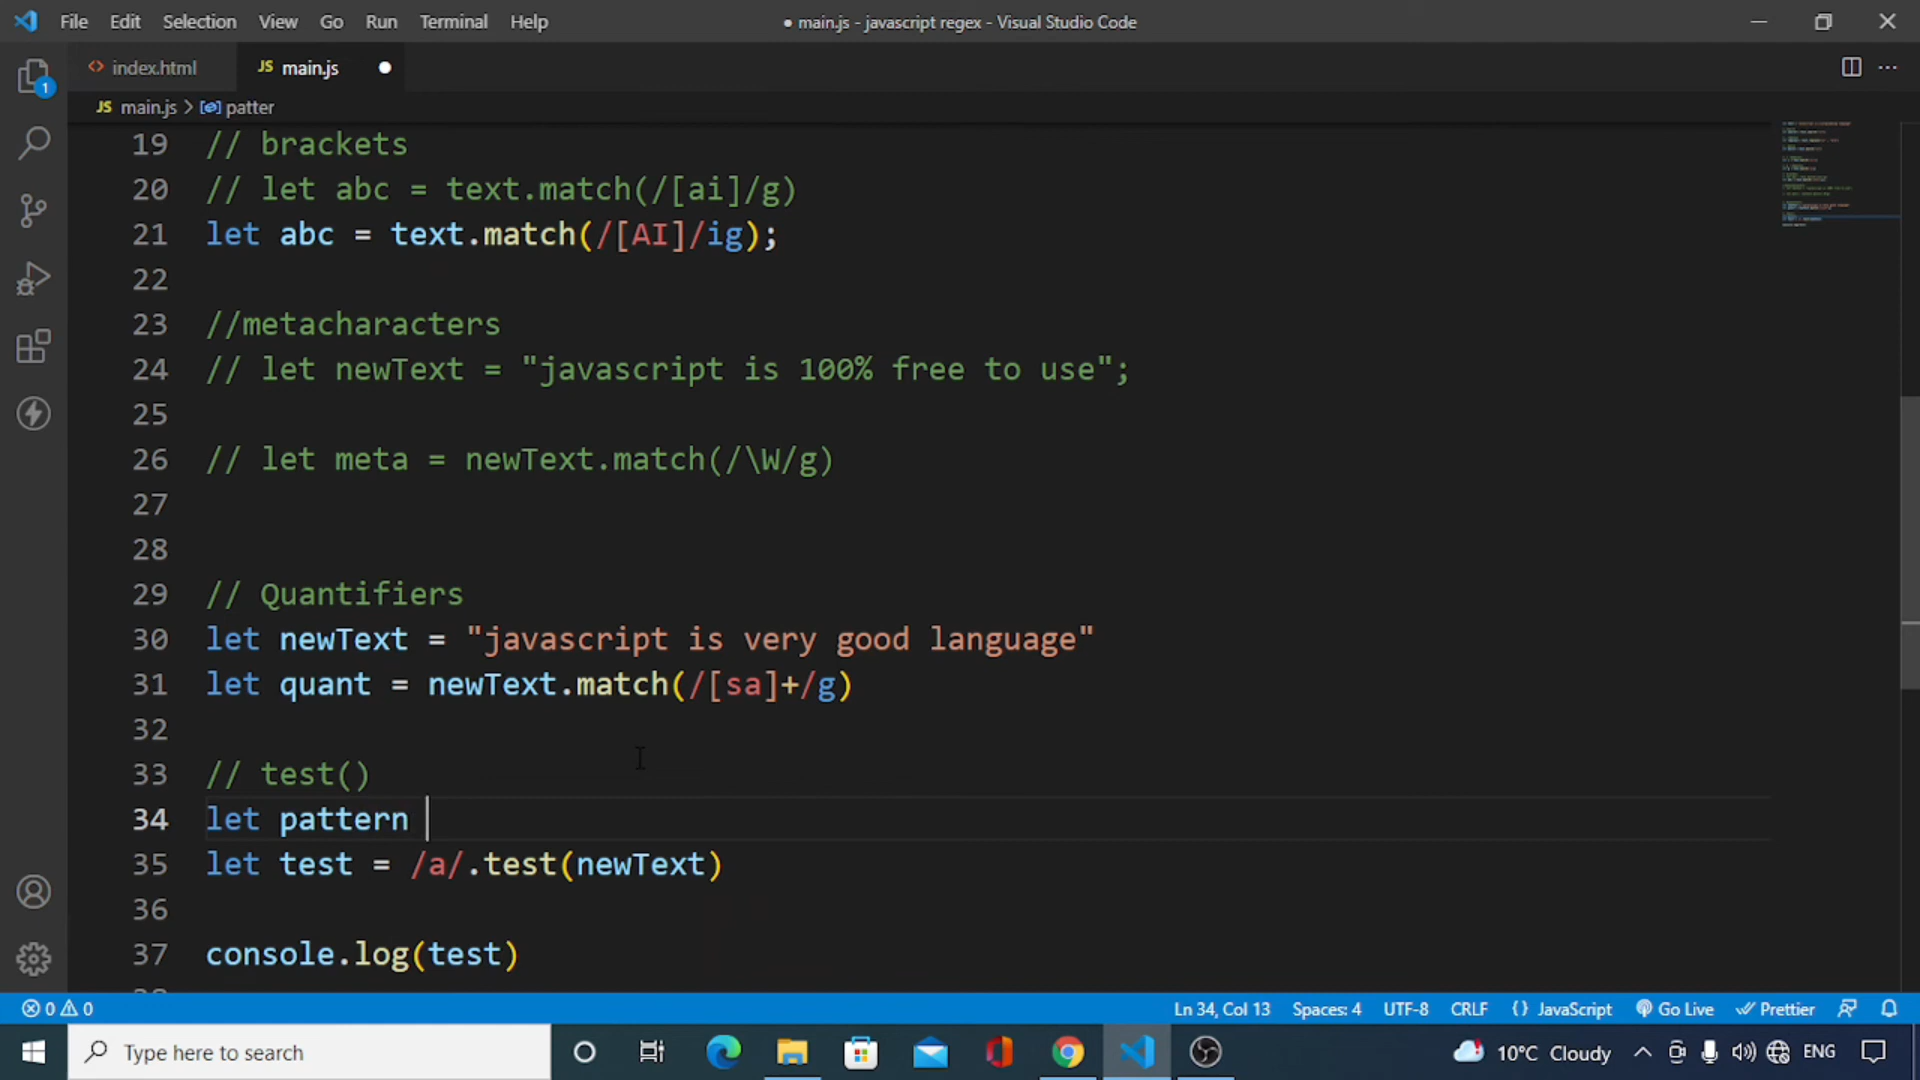 File Edit Selection View Go Run Terminal Help
● main.js - javascript regex - Visual Studio Code
1
<> index.html
JS main.js ●
JS main.js > patter
19 // brackets
20 // let abc = text.match(/[ai]/g)
21 let abc = text.match(/[AI]/ig);
22
23 //metacharacters
24 // let newText = "javascript is 100% free to use";
25
26 // let meta = newText.match(/\W/g)
27
28
29 // Quantifiers
30 let newText = "javascript is very good language"
31 let quant = newText.match(/[sa]+/g)
32
33 // test()
34 let pattern
35 let test = /a/.test(newText)
36
37 console.log(test)
0 0 Ln 34, Col 13 Spaces: 4 UTF-8 CRLF {} JavaScript Go Live Prettier
Type here to search
10°C Cloudy
ENG